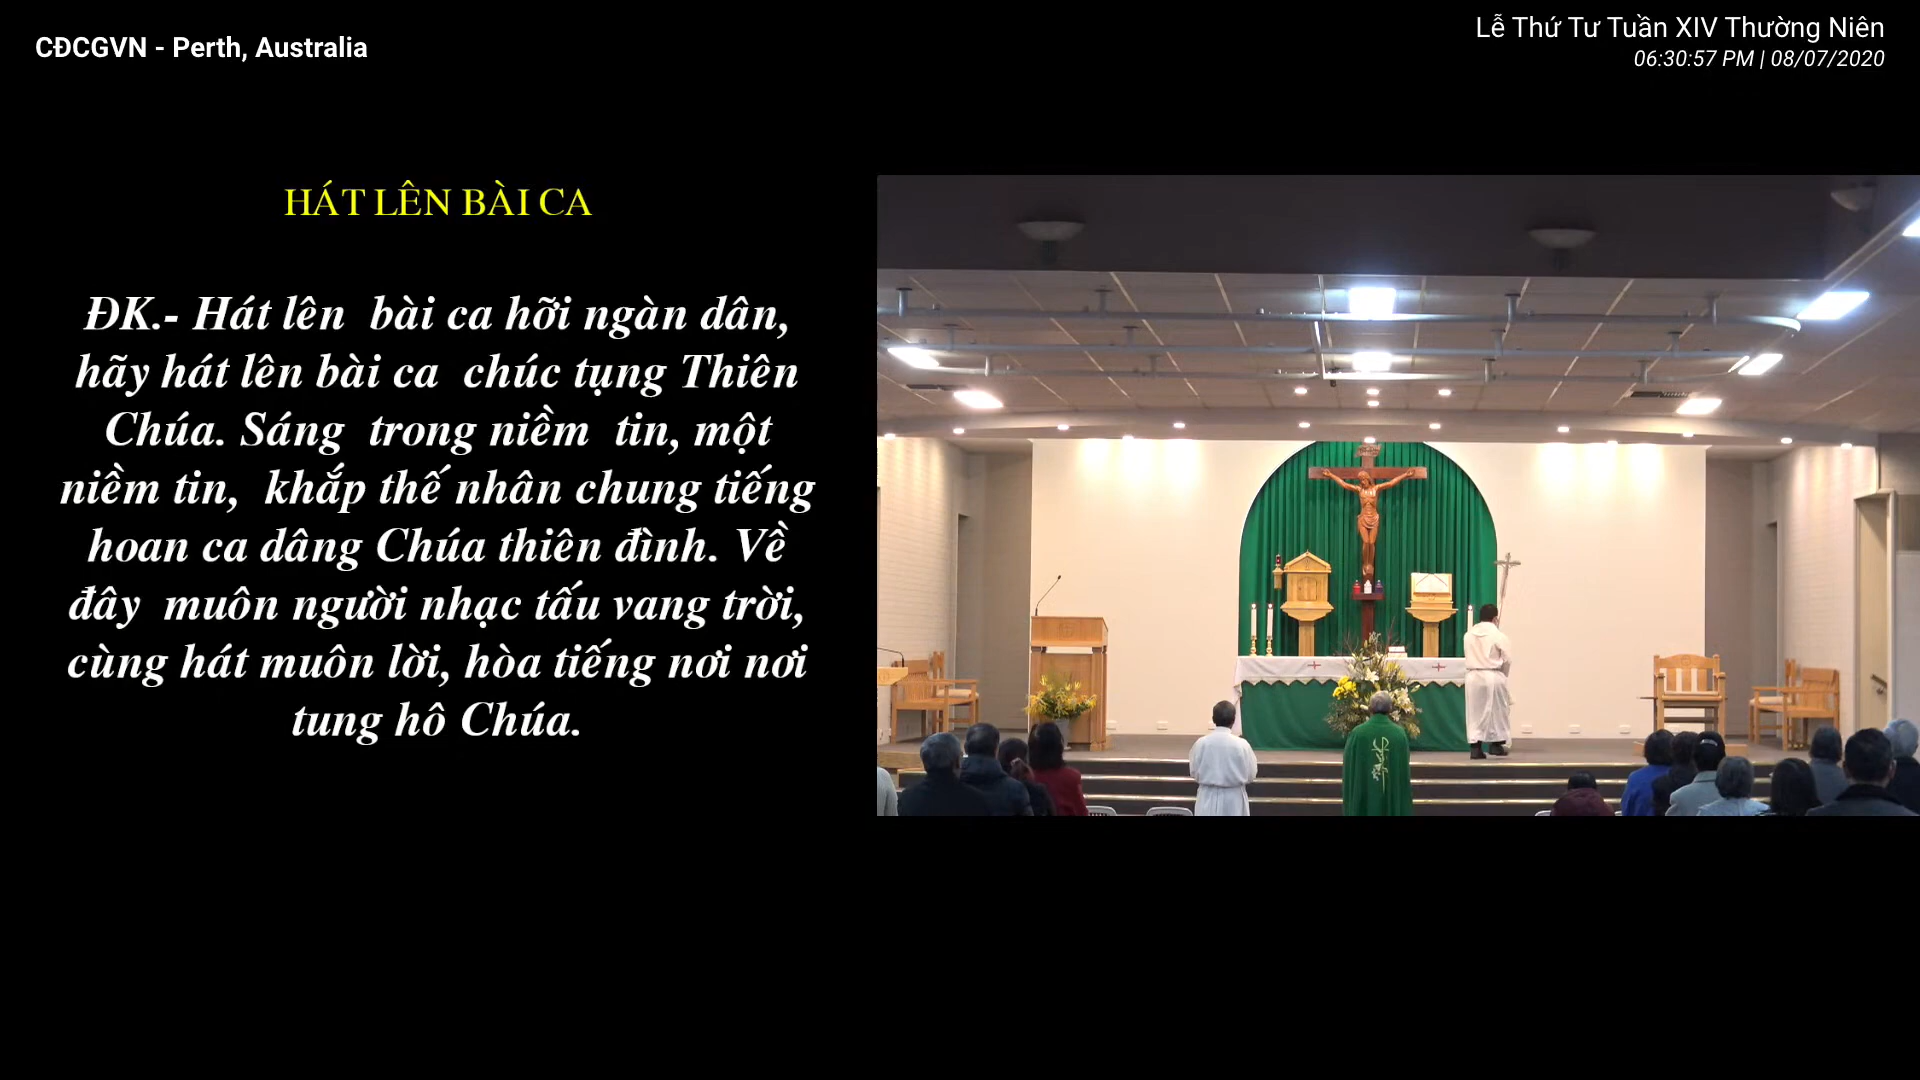 CĐCGVN - Perth, Australia
Lễ Thứ Tư Tuần XIV Thường Niên
06:30:57 PM | 08/07/2020
HÁT LÊN BÀI CA
ĐK.- Hát lên bài ca hỡi ngàn dân,
hãy hát lên bài ca chúc tụng Thiên
Chúa. Sáng trong niềm tin, một
niềm tin, khắp thế nhân chung tiếng
hoan ca dâng Chúa thiên đình. Về
đây muôn người nhạc tấu vang trời,
cùng hát muôn lời, hòa tiếng nơi nơi
tung hô Chúa.